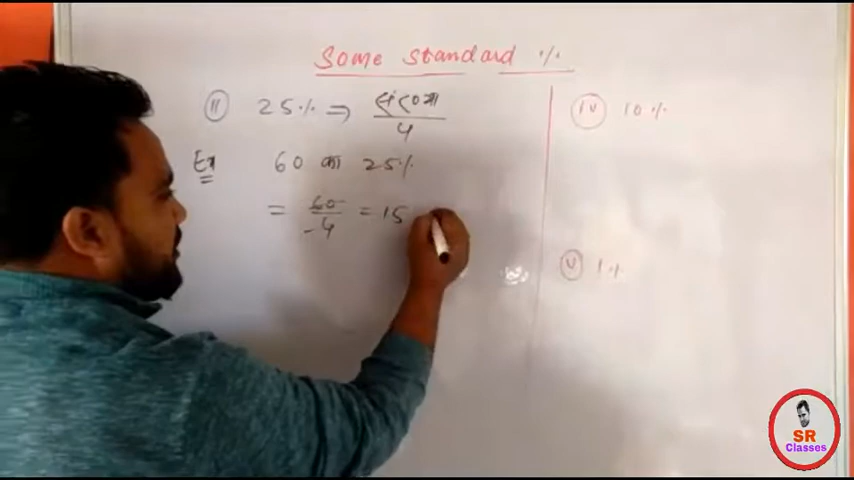 Some Standard %
(ii) 25% ⇒ संख्या / 4
Ex 60 का 25%
= 60/4 = 15
(iv) 10%
(v) 1%
SR
Classes